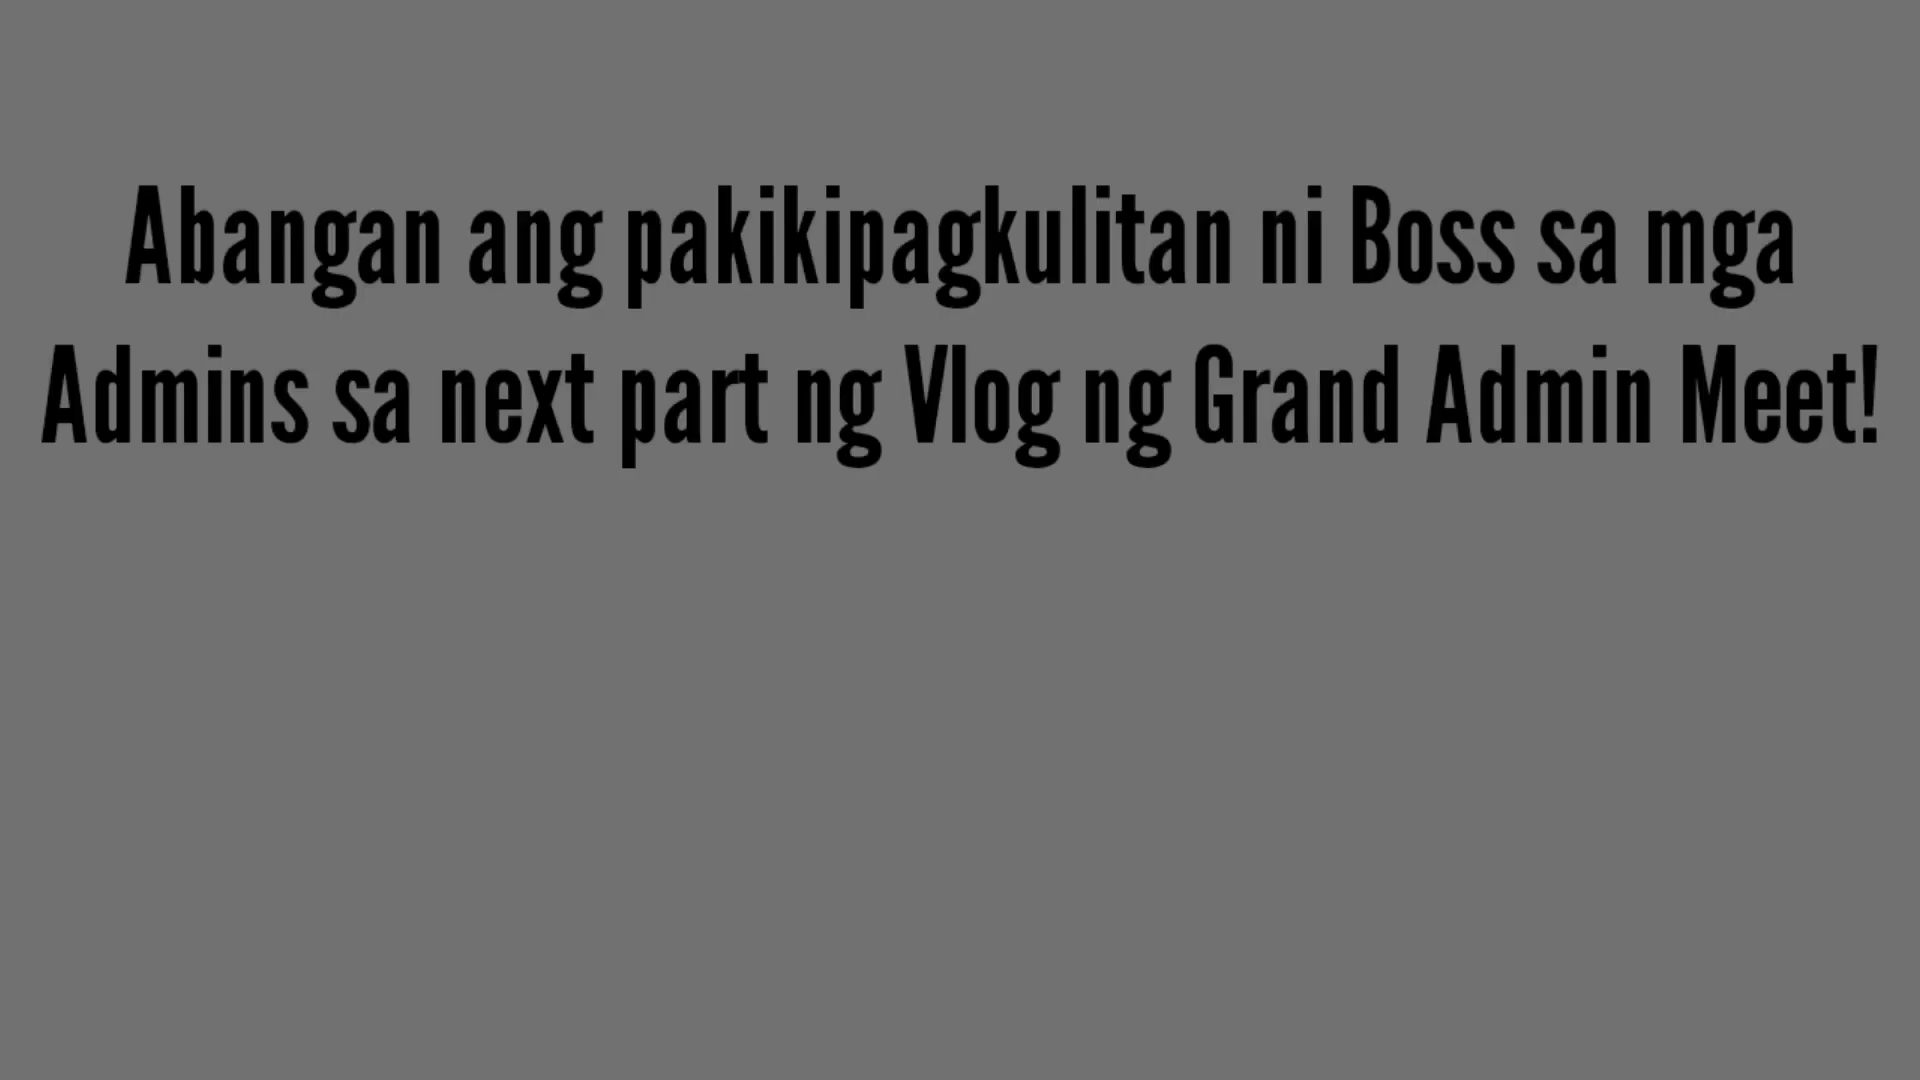 Abangan ang pakikipagkulitan ni Boss sa mga
Admins sa next part ng Vlog ng Grand Admin Meet!